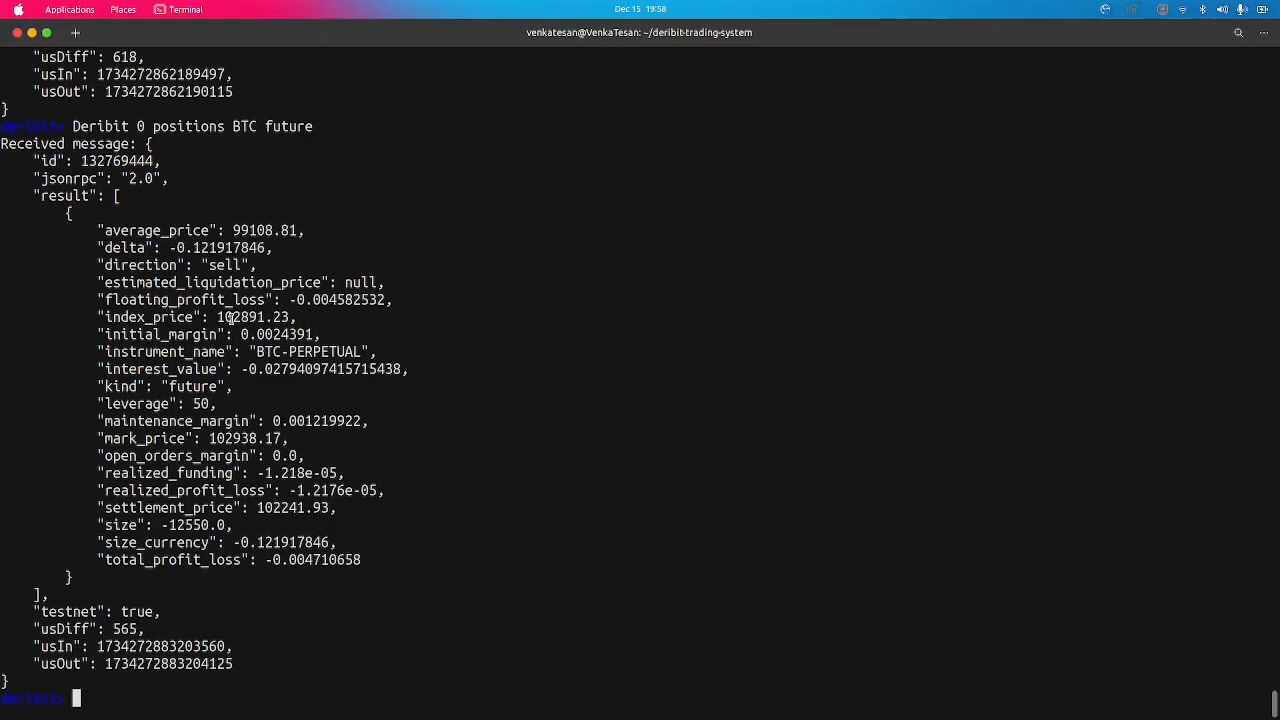 Applications Places Terminal Dec 15 19:58
venkatesan@VenkaTesan: ~/deribit-trading-system
"usDiff": 618,
"usIn": 1734272862189497,
"usOut": 1734272862190115
}
deribit> Deribit 0 positions BTC future
Received message: {
"id": 132769444,
"jsonrpc": "2.0",
"result": [
{
"average_price": 99108.81,
"delta": -0.121917846,
"direction": "sell",
"estimated_liquidation_price": null,
"floating_profit_loss": -0.004582532,
"index_price": 102891.23,
"initial_margin": 0.0024391,
"instrument_name": "BTC-PERPETUAL",
"interest_value": -0.02794097415715438,
"kind": "future",
"leverage": 50,
"maintenance_margin": 0.001219922,
"mark_price": 102938.17,
"open_orders_margin": 0.0,
"realized_funding": -1.218e-05,
"realized_profit_loss": -1.2176e-05,
"settlement_price": 102241.93,
"size": -12550.0,
"size_currency": -0.121917846,
"total_profit_loss": -0.004710658
}
],
"testnet": true,
"usDiff": 565,
"usIn": 1734272883203560,
"usOut": 1734272883204125
}
deribit>